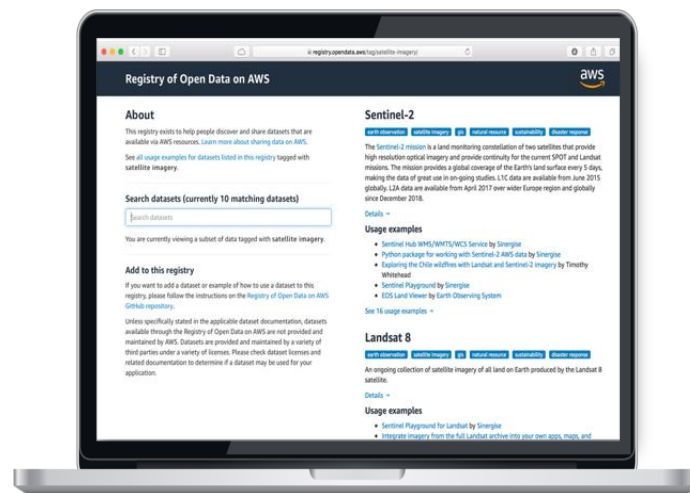 registry.opendata.aws/tag/satellite-imagery/
Registry of Open Data on AWS
aws
About
This registry exists to help people discover and share datasets that are
available via AWS resources. Learn more about sharing data on AWS.
See all usage examples for datasets listed in this registry tagged with
satellite imagery.
Search datasets (currently 10 matching datasets)
Search datasets
You are currently viewing a subset of data tagged with satellite imagery.
Add to this registry
If you want to add a dataset or example of how to use a dataset to this
registry, please follow the instructions on the Registry of Open Data on AWS
GitHub repository.
Unless specifically stated in the applicable dataset documentation, datasets
available through the Registry of Open Data on AWS are not provided and
maintained by AWS. Datasets are provided and maintained by a variety of
third parties under a variety of licenses. Please check dataset licenses and
related documentation to determine if a dataset may be used for your
application.
Sentinel-2
earth observation satellite imagery gis natural resource sustainability disaster response
The Sentinel-2 mission is a land monitoring constellation of two satellites that provide
high resolution optical imagery and provide continuity for the current SPOT and Landsat
missions. The mission provides a global coverage of the Earth's land surface every 5 days,
making the data of great use in on-going studies. L1C data are available from June 2015
globally. L2A data are available from April 2017 over wider Europe region and globally
since December 2018.
Details
Usage examples
• Sentinel Hub WMS/WMTS/WCS Service by Sinergise
• Python package for working with Sentinel-2 AWS data by Sinergise
• Exploring the Chile wildfires with Landsat and Sentinel-2 imagery by Timothy
Whitehead
• Sentinel Playground by Sinergise
• EOS Land Viewer by Earth Observing System
See 16 usage examples
Landsat 8
earth observation satellite imagery gis natural resource sustainability disaster response
An ongoing collection of satellite imagery of all land on Earth produced by the Landsat 8
satellite.
Details
Usage examples
• Sentinel Playground for Landsat by Sinergise
• Integrate imagery from the full Landsat archive into your own apps, maps, and